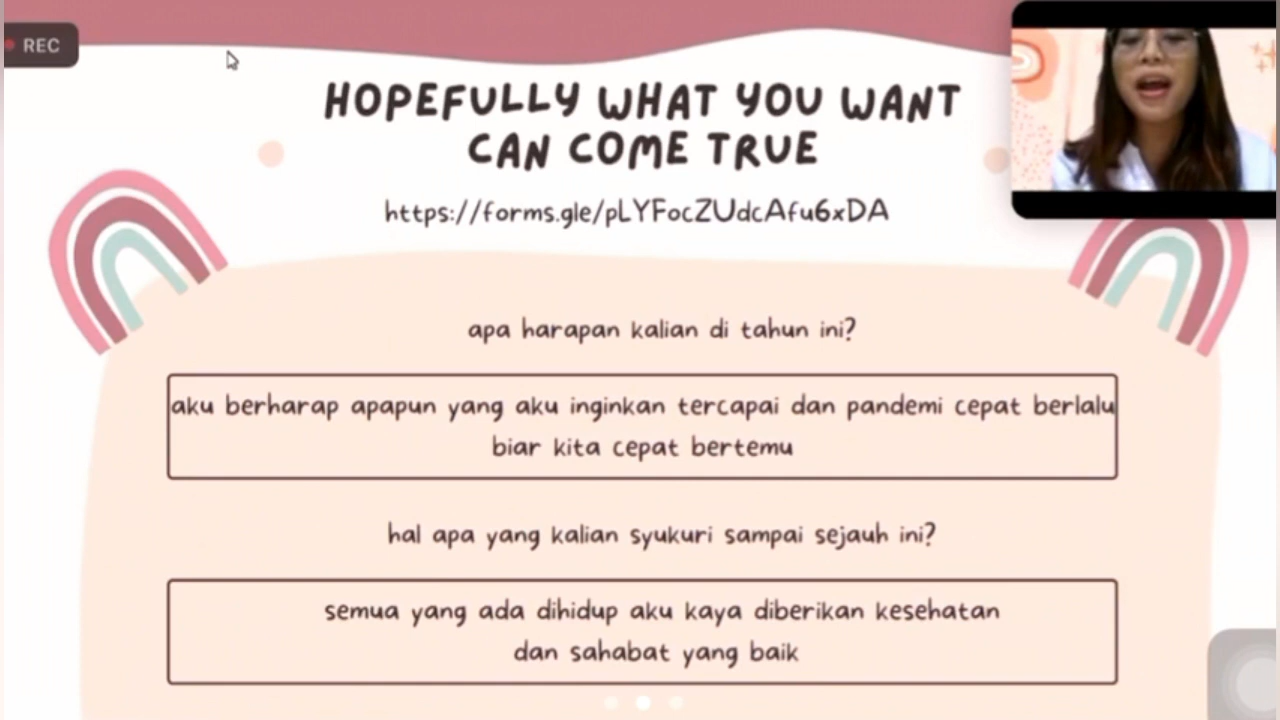 REC
HOPEFULLY WHAT YOU WANT
CAN COME TRUE
https://forms.gle/pLYFocZUdcAfu6xDA
apa harapan kalian di tahun ini?
aku berharap apapun yang aku inginkan tercapai dan pandemi cepat berlalu
biar kita cepat bertemu
hal apa yang kalian syukuri sampai sejauh ini?
semua yang ada dihidup aku kaya diberikan kesehatan
dan sahabat yang baik